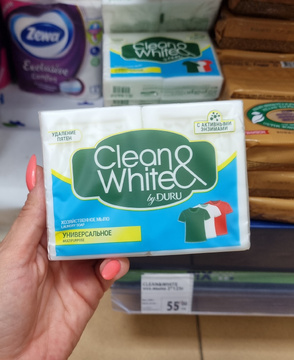 Zewa
Exclusive
Clean
White &
УДАЛЕНИЕ
ПЯТЕН
С АКТИВНЫМИ
ЭНЗИМАМИ
Clean &
White
by DURU
ХОЗЯЙСТВЕННОЕ МЫЛО
УНИВЕРСАЛЬНОЕ
CLEAN&WHITE
55